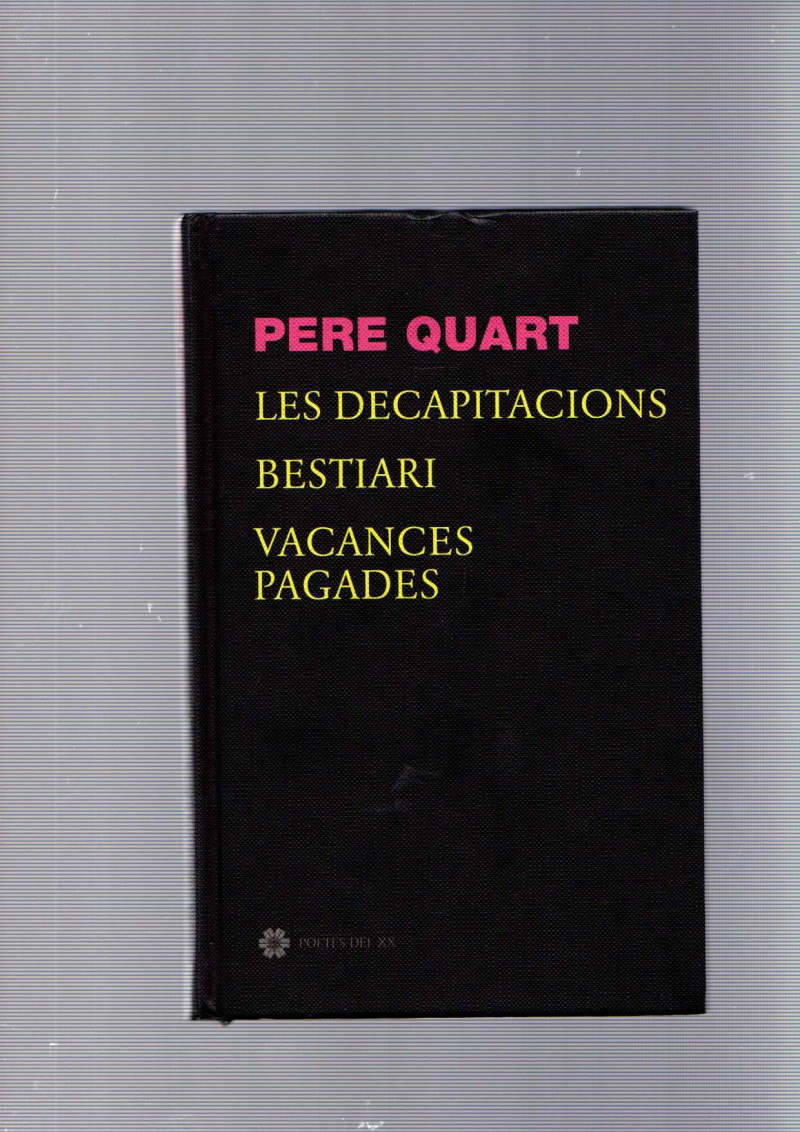 PERE QUART
LES DECAPITACIONS
BESTIARI
VACANCES
PAGADES
POETES DEL XX